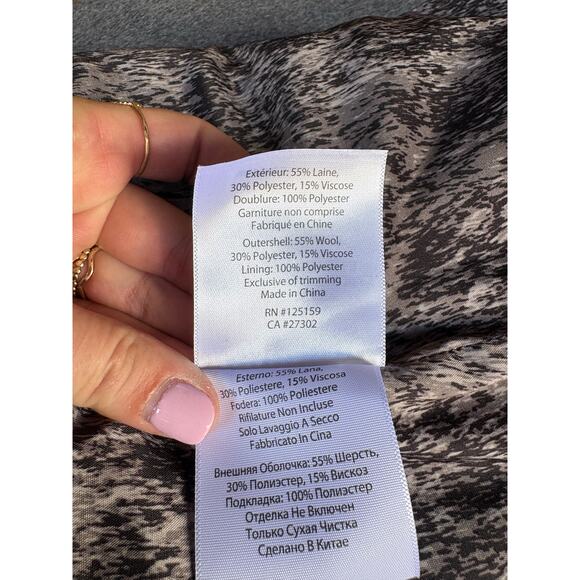 Extérieur: 55% Laine,
30% Polyester, 15% Viscose
Doublure: 100% Polyester
Garniture non comprise
Fabriqué en Chine
Outershell: 55% Wool,
30% Polyester, 15% Viscose
Lining: 100% Polyester
Exclusive of trimming
Made in China
RN #125159
CA #27302
Esterno: 55% Lana,
30% Poliestere, 15% Viscosa
Fodera: 100% Poliestere
Rifilature Non Incluse
Solo Lavaggio A Secco
Fabbricato In Cina
Внешняя Оболочка: 55% Шерсть,
30% Полиэстер, 15% Вискоз
Подкладка: 100% Полиэстер
Отделка Не Включен
Только Сухая Чистка
Сделано В Китае